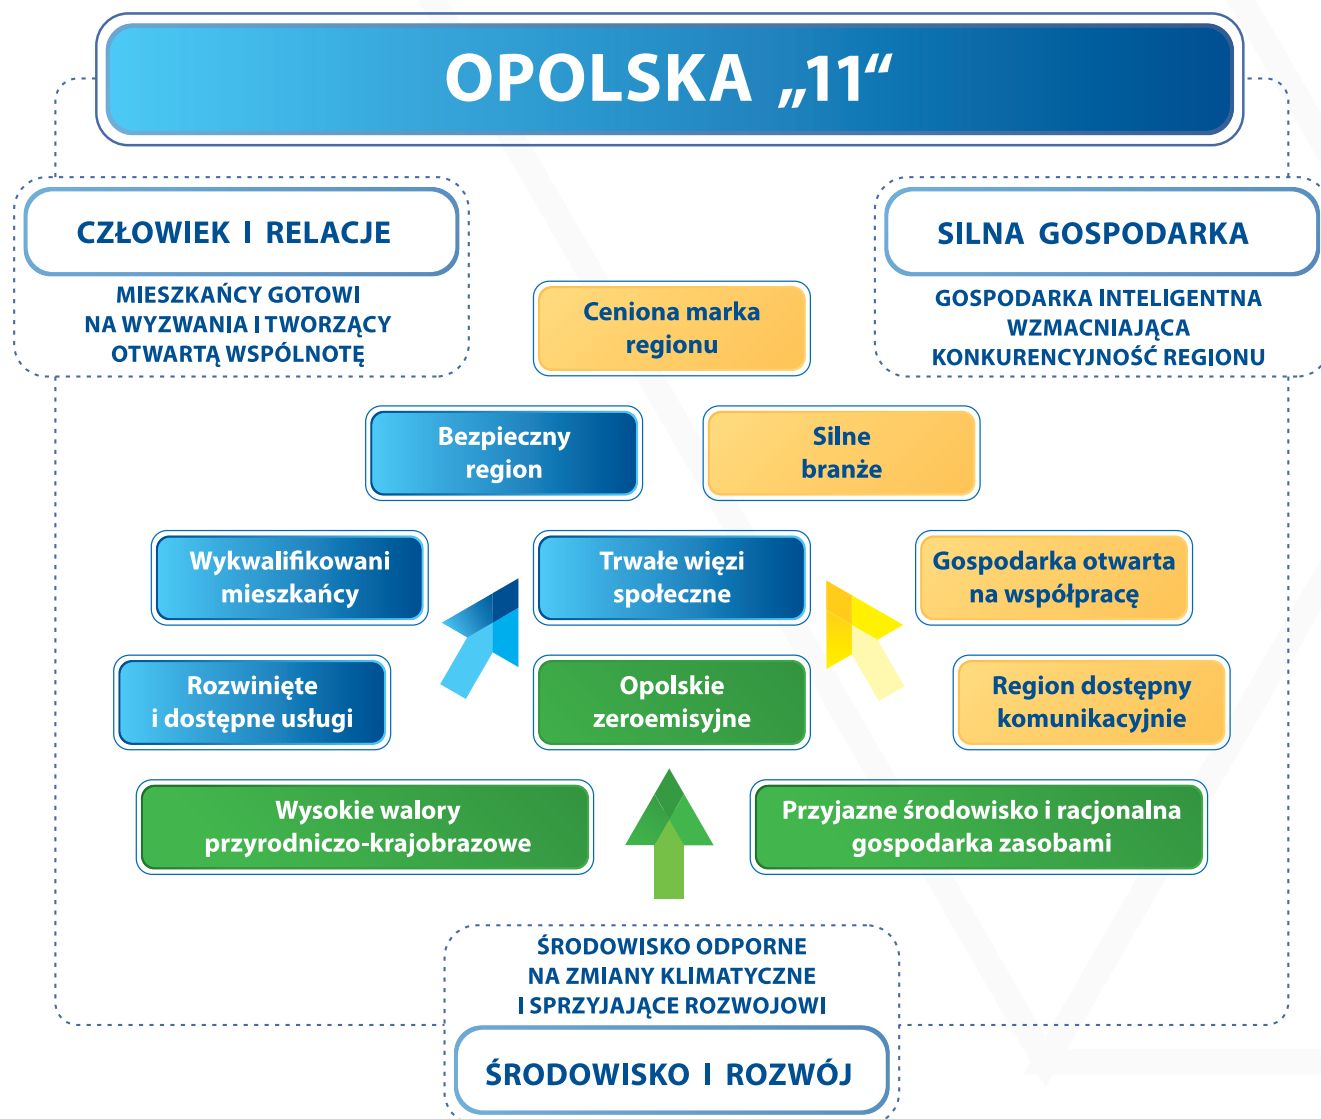 OPOLSKA „11“
CZŁOWIEK I RELACJE
MIESZKAŃCY GOTOWI
NA WYZWANIA I TWORZĄCY
OTWARTĄ WSPÓLNOTĘ
SILNA GOSPODARKA
GOSPODARKA INTELIGENTNA
WZMACNIAJĄCA
KONKURENCYJNOŚĆ REGIONU
Ceniona marka
regionu
Bezpieczny
region
Silne
branże
Wykwalifikowani
mieszkańcy
Trwałe więzi
społeczne
Gospodarka otwarta
na współpracę
Rozwinięte
i dostępne usługi
Opolskie
zeroemisyjne
Region dostępny
komunikacyjnie
Wysokie walory
przyrodniczo-krajobrazowe
Przyjazne środowisko i racjonalna
gospodarka zasobami
ŚRODOWISKO ODPORNE
NA ZMIANY KLIMATYCZNE
I SPRZYJAJĄCE ROZWOJOWI
ŚRODOWISKO I ROZWÓJ